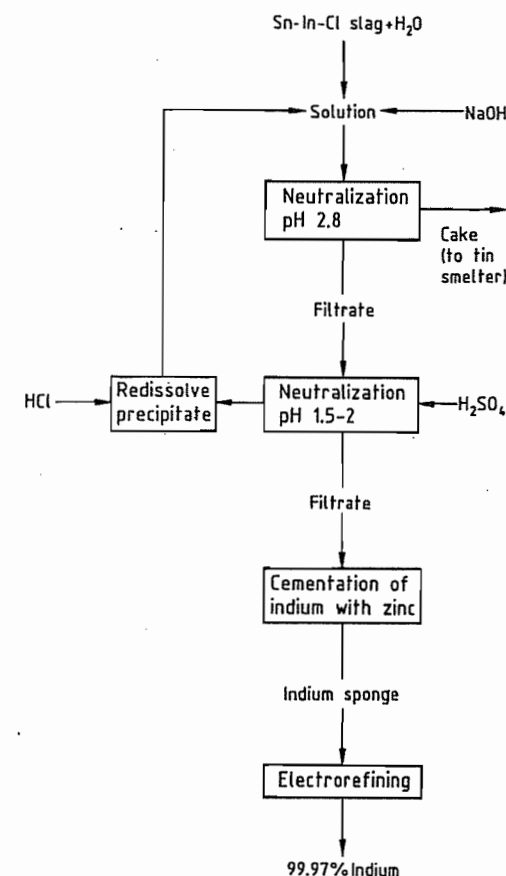 Sn-In-Cl slag+H₂O
Solution
NaOH
Neutralization
pH 2.8
Cake
(to tin
smelter)
Filtrate
HCl
Redissolve
precipitate
Neutralization
pH 1.5-2
H₂SO₄
Filtrate
Cementation of
indium with zinc
Indium sponge
Electrorefining
99.97% Indium